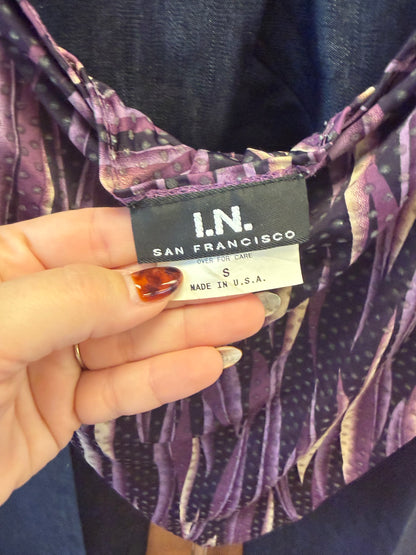 I.N.
SAN FRANCISCO
OVER FOR CARE
S
MADE IN U.S.A.